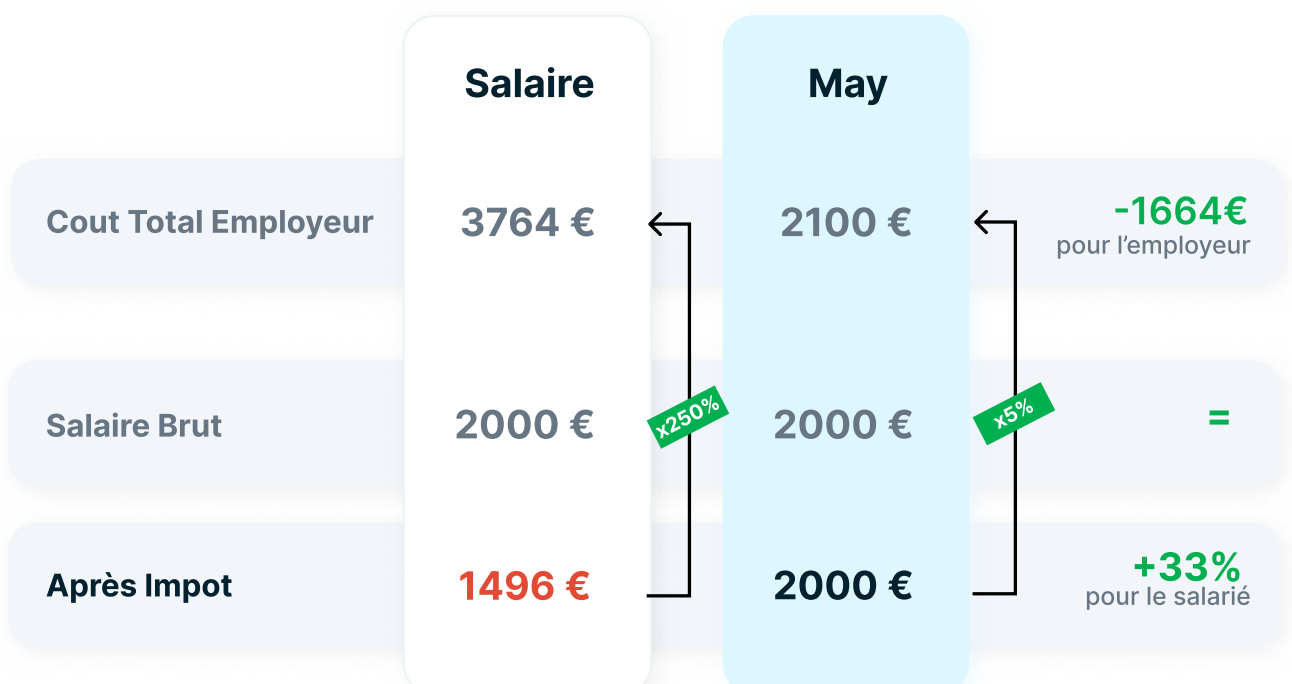 Salaire
May
Cout Total Employeur
3764 €
2100 €
-1664€
pour l’employeur
Salaire Brut
2000 €
x250%
2000 €
x5%
=
Après Impot
1496 €
2000 €
+33%
pour le salarié